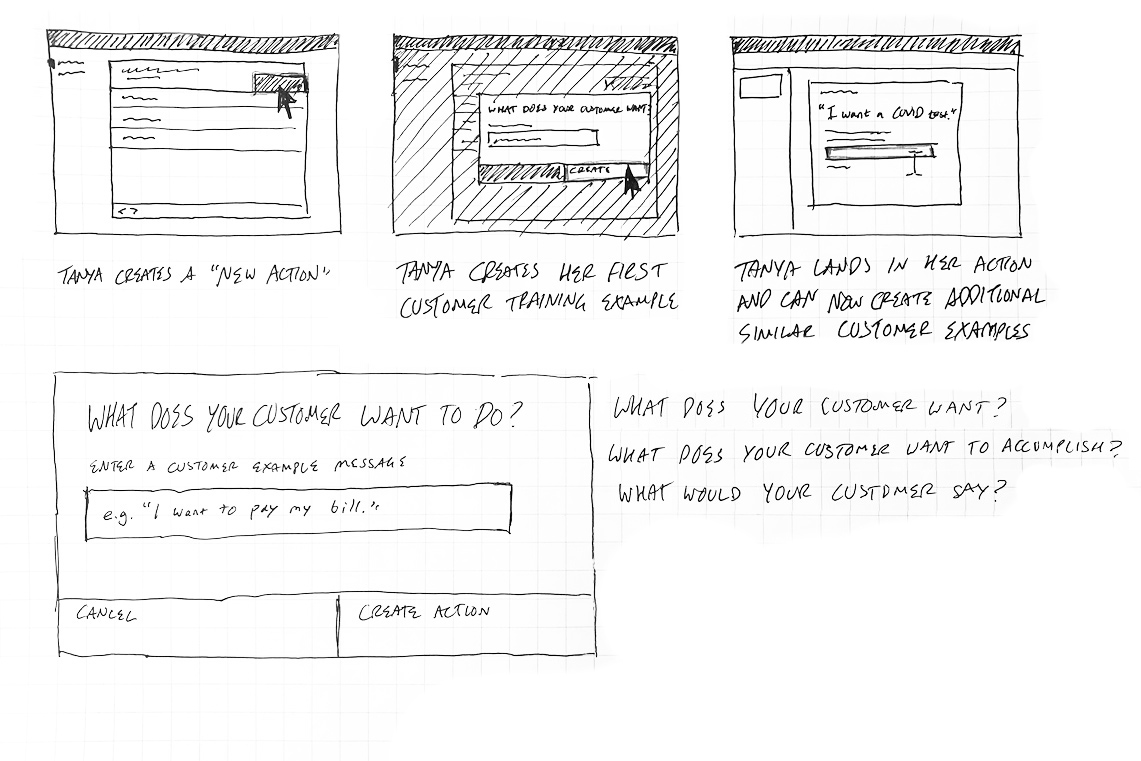 WHAT DOES YOUR CUSTOMER WANT?
CREATE
"I want a COVID test."
TANYA CREATES A "NEW ACTION"
TANYA CREATES HER FIRST
CUSTOMER TRAINING EXAMPLE
TANYA LANDS IN HER ACTION
AND CAN NOW CREATE ADDITIONAL
SIMILAR CUSTOMER EXAMPLES
WHAT DOES YOUR CUSTOMER WANT TO DO?
ENTER A CUSTOMER EXAMPLE MESSAGE
e.g. "I want to pay my bill."
CANCEL
CREATE ACTION
WHAT DOES YOUR CUSTOMER WANT?
WHAT DOES YOUR CUSTOMER WANT TO ACCOMPLISH?
WHAT WOULD YOUR CUSTOMER SAY?